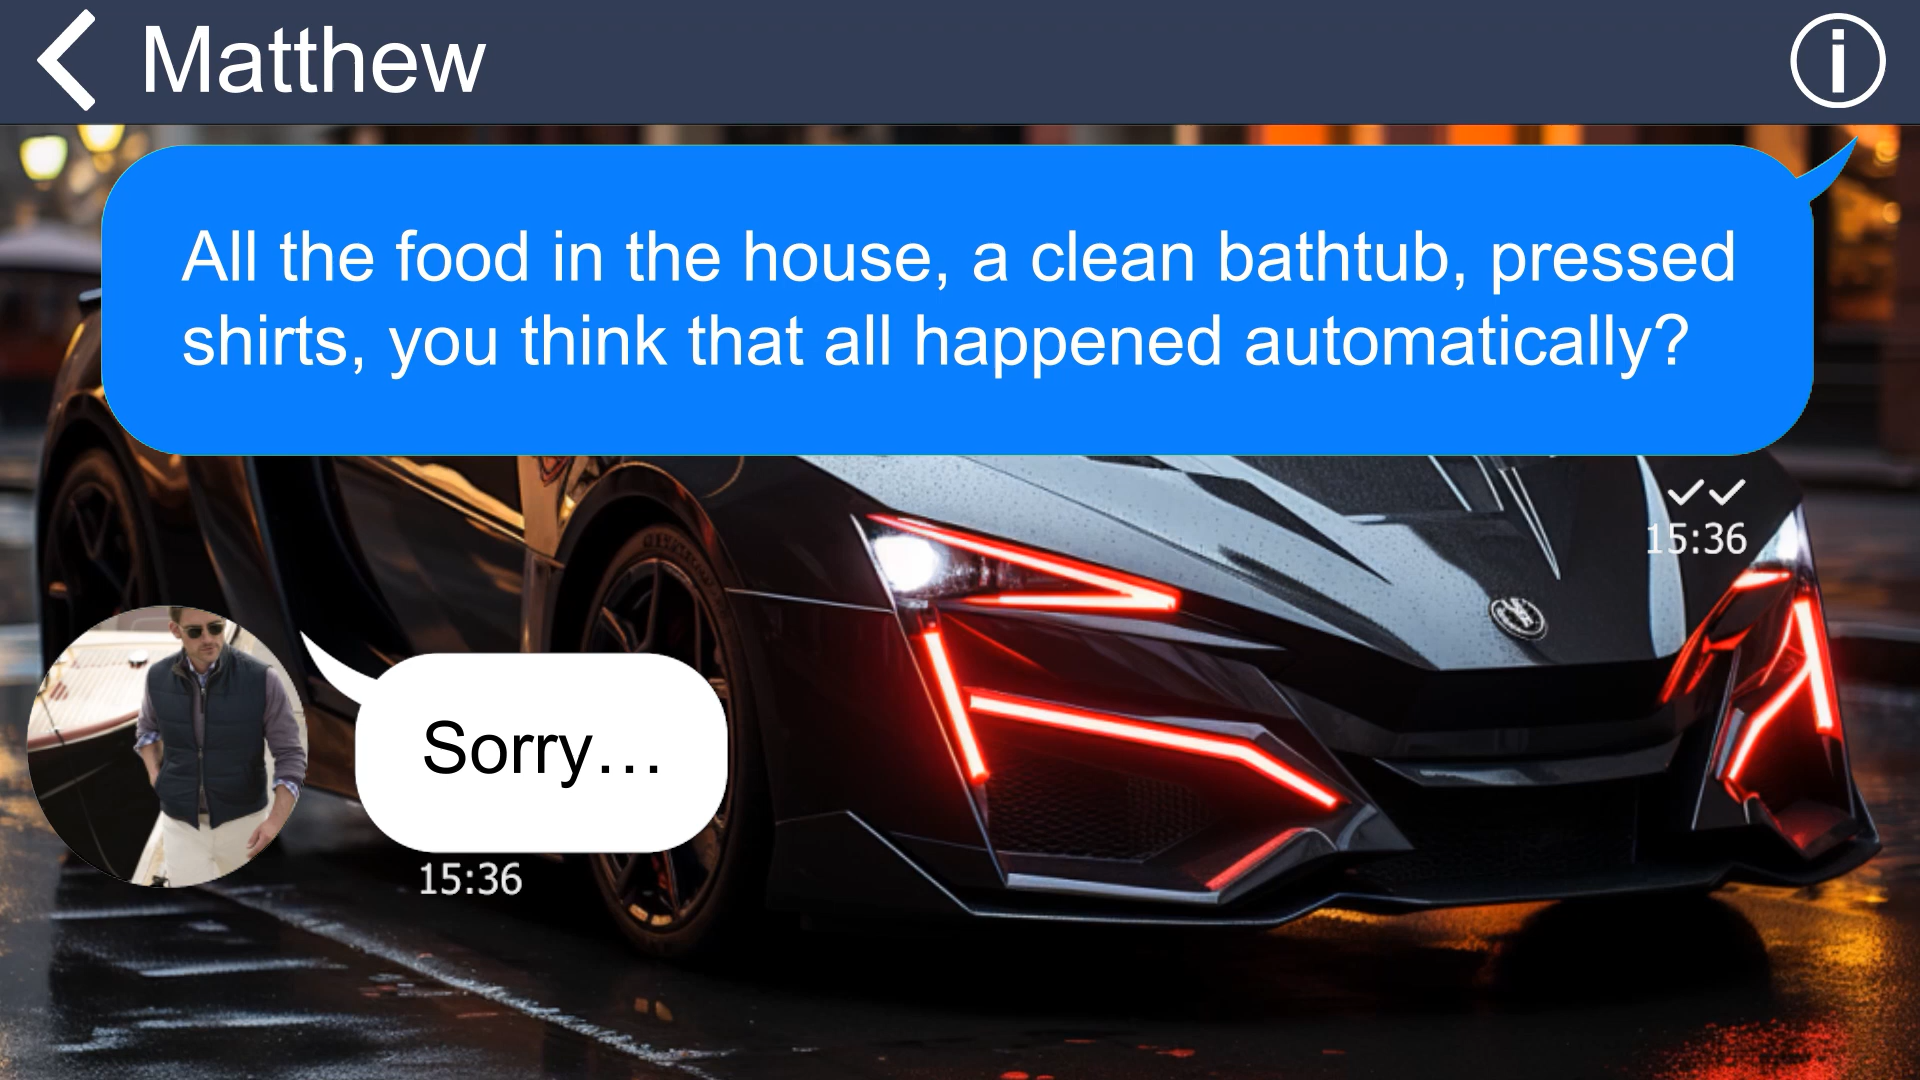 Matthew
All the food in the house, a clean bathtub, pressed
shirts, you think that all happened automatically?
15:36
Sorry…
15:36